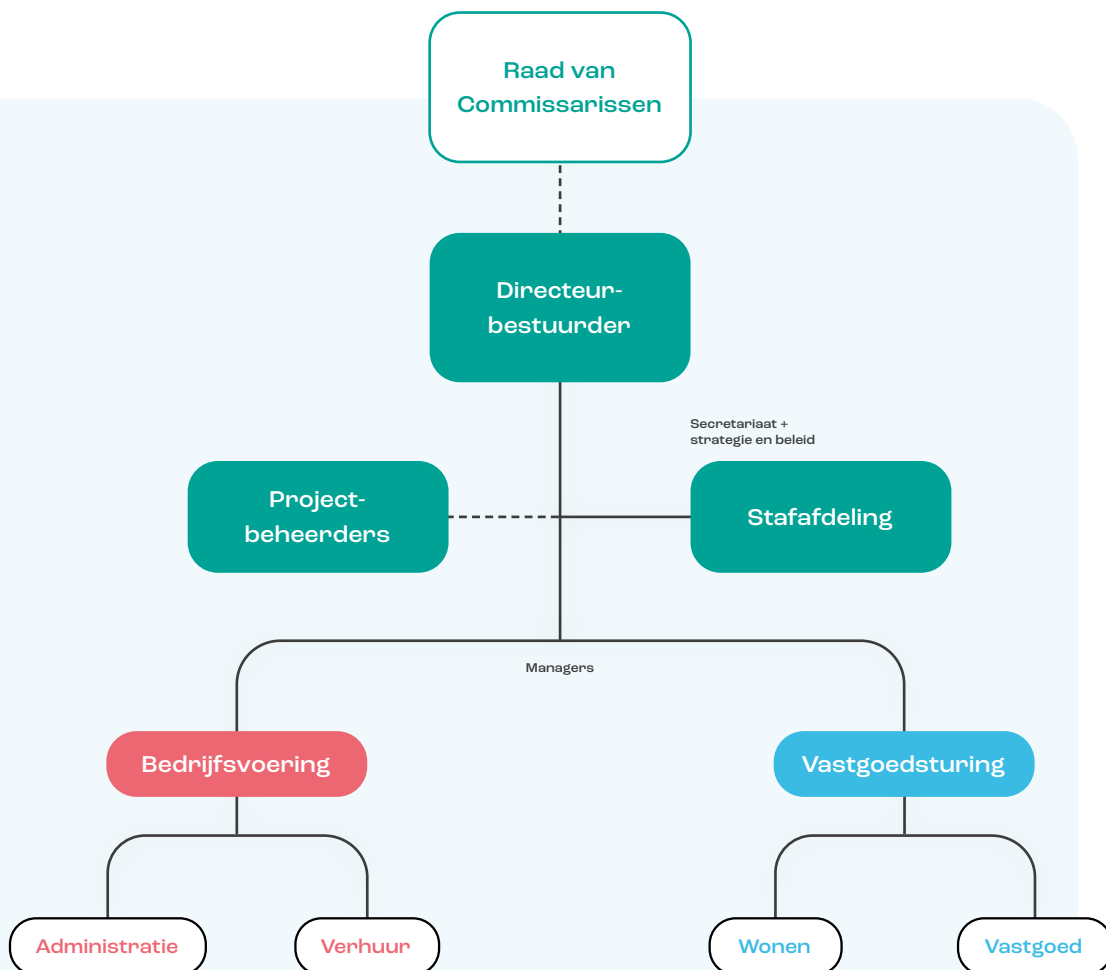 Raad van
Commissarissen
Directeur-
bestuurder
Secretariaat +
strategie en beleid
Project-
beheerders
Stafafdeling
Managers
Bedrijfsvoering
Vastgoedsturing
Administratie
Verhuur
Wonen
Vastgoed